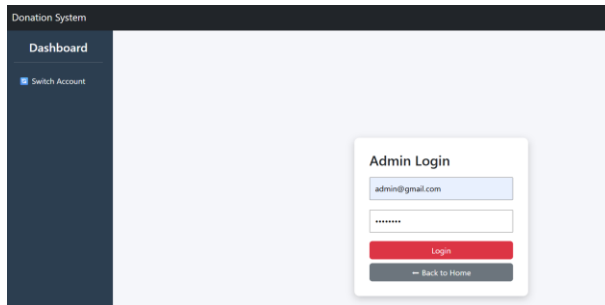 Donation System
Dashboard
Switch Account
Admin Login
admin@gmail.com
••••••••
Login
← Back to Home